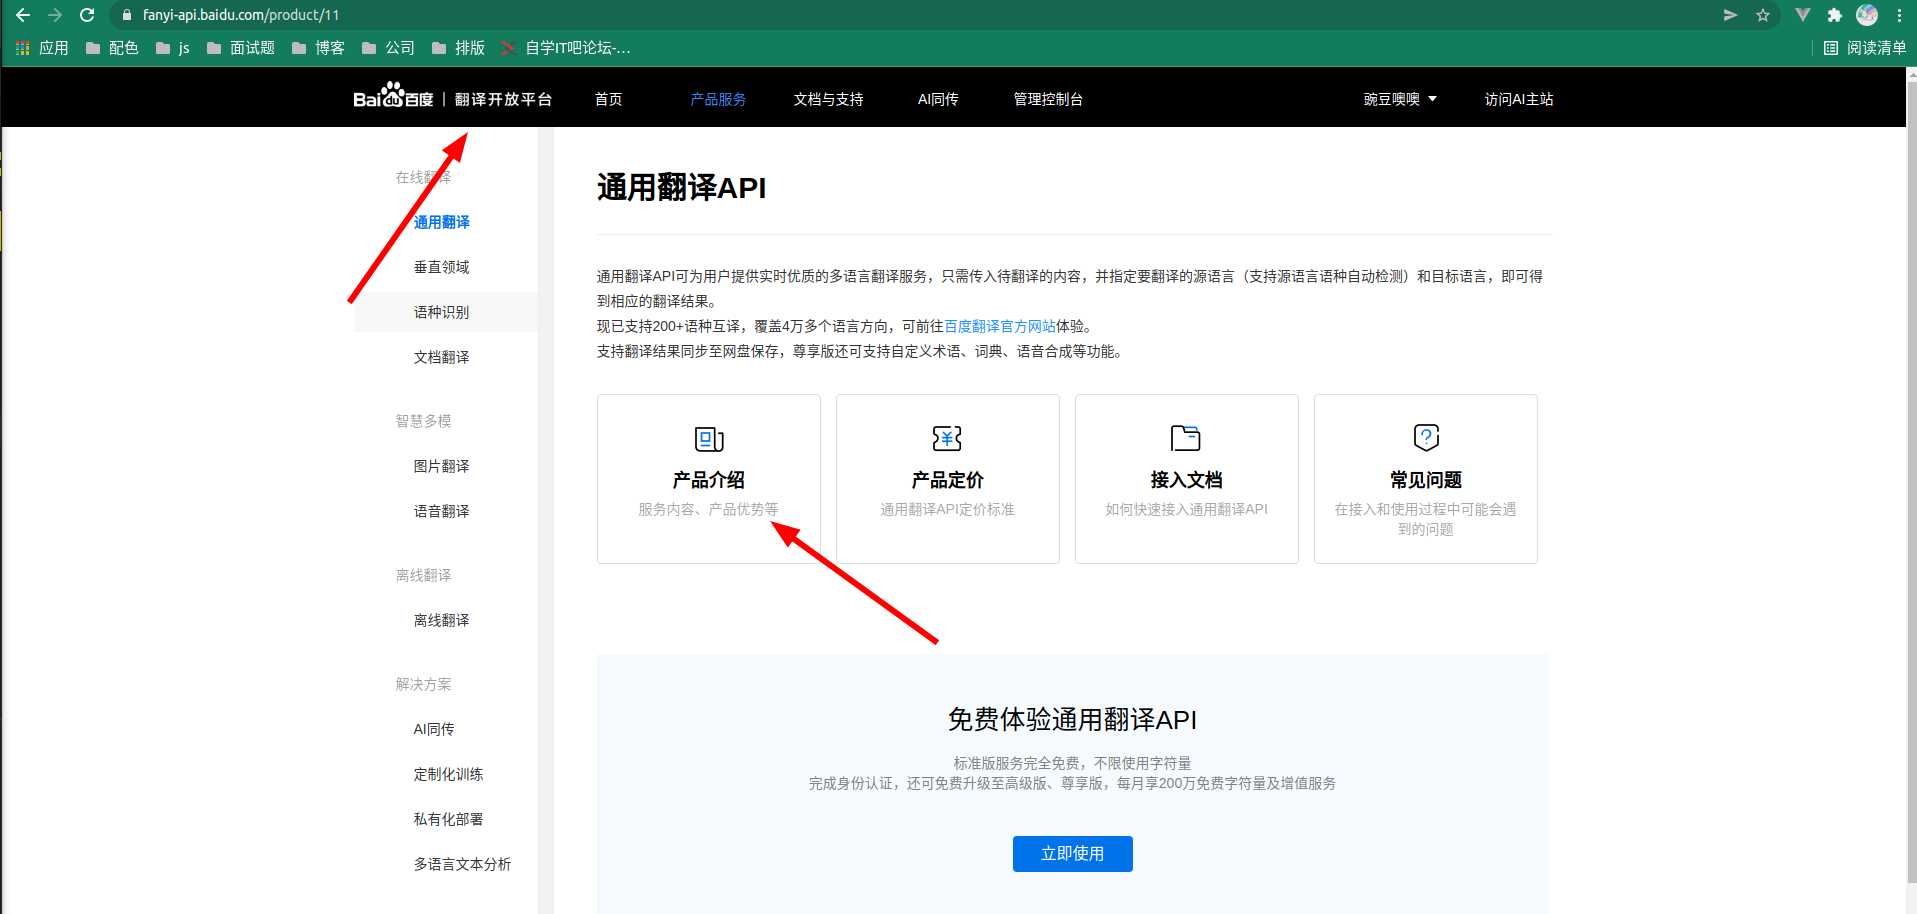 fanyi-api.baidu.com/product/11
应用 配色 js 面试题 博客 公司 排版 自学IT吧论坛-... 阅读清单
Bai du 百度 | 翻译开放平台 首页 产品服务 文档与支持 AI同传 管理控制台 豌豆噢噢 访问AI主站
在线翻译
通用翻译
垂直领域
语种识别
文档翻译
智慧多模
图片翻译
语音翻译
离线翻译
离线翻译
解决方案
AI同传
定制化训练
私有化部署
多语言文本分析
通用翻译API
通用翻译API可为用户提供实时优质的多语言翻译服务，只需传入待翻译的内容，并指定要翻译的源语言（支持源语言语种自动检测）和目标语言，即可得
到相应的翻译结果。
现已支持200+语种互译，覆盖4万多个语言方向，可前往百度翻译官方网站体验。
支持翻译结果同步至网盘保存，尊享版还可支持自定义术语、词典、语音合成等功能。
产品介绍
服务内容、产品优势等
产品定价
通用翻译API定价标准
接入文档
如何快速接入通用翻译API
常见问题
在接入和使用过程中可能会遇
到的问题
免费体验通用翻译API
标准版服务完全免费，不限使用字符量
完成身份认证，还可免费升级至高级版、尊享版，每月享200万免费字符量及增值服务
立即使用